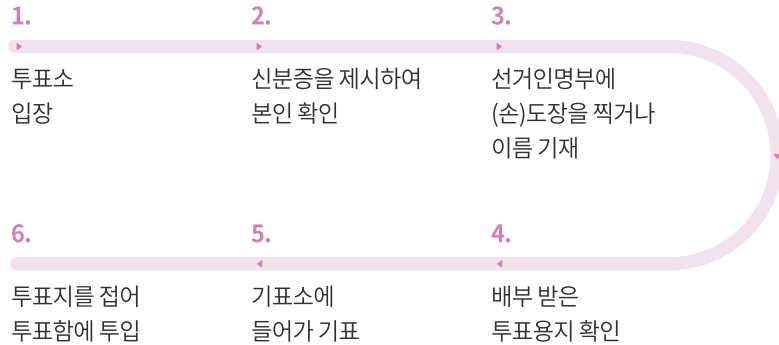 1.
투표소
입장
2.
신분증을 제시하여
본인 확인
3.
선거인명부에
(손)도장을 찍거나
이름 기재
4.
배부 받은
투표용지 확인
5.
기표소에
들어가 기표
6.
투표지를 접어
투표함에 투입